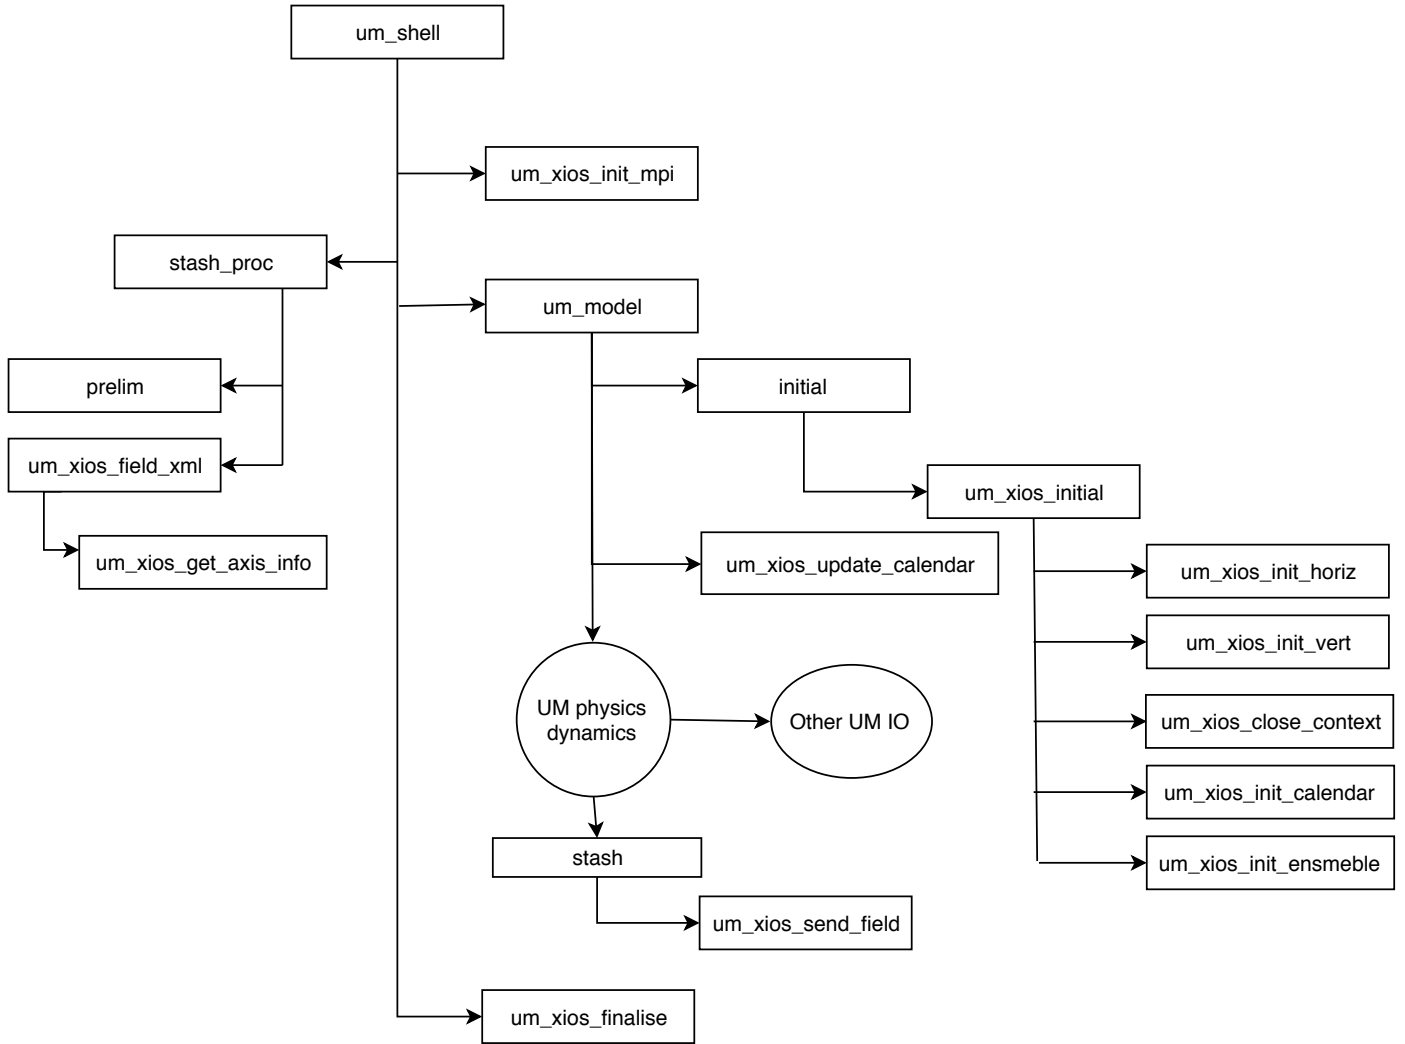 um_shell
um_xios_init_mpi
stash_proc
um_model
prelim
initial
um_xios_field_xml
um_xios_initial
um_xios_get_axis_info
um_xios_update_calendar
um_xios_init_horiz
um_xios_init_vert
UM physics
dynamics
Other UM IO
um_xios_close_context
um_xios_init_calendar
stash
um_xios_init_ensmeble
um_xios_send_field
um_xios_finalise